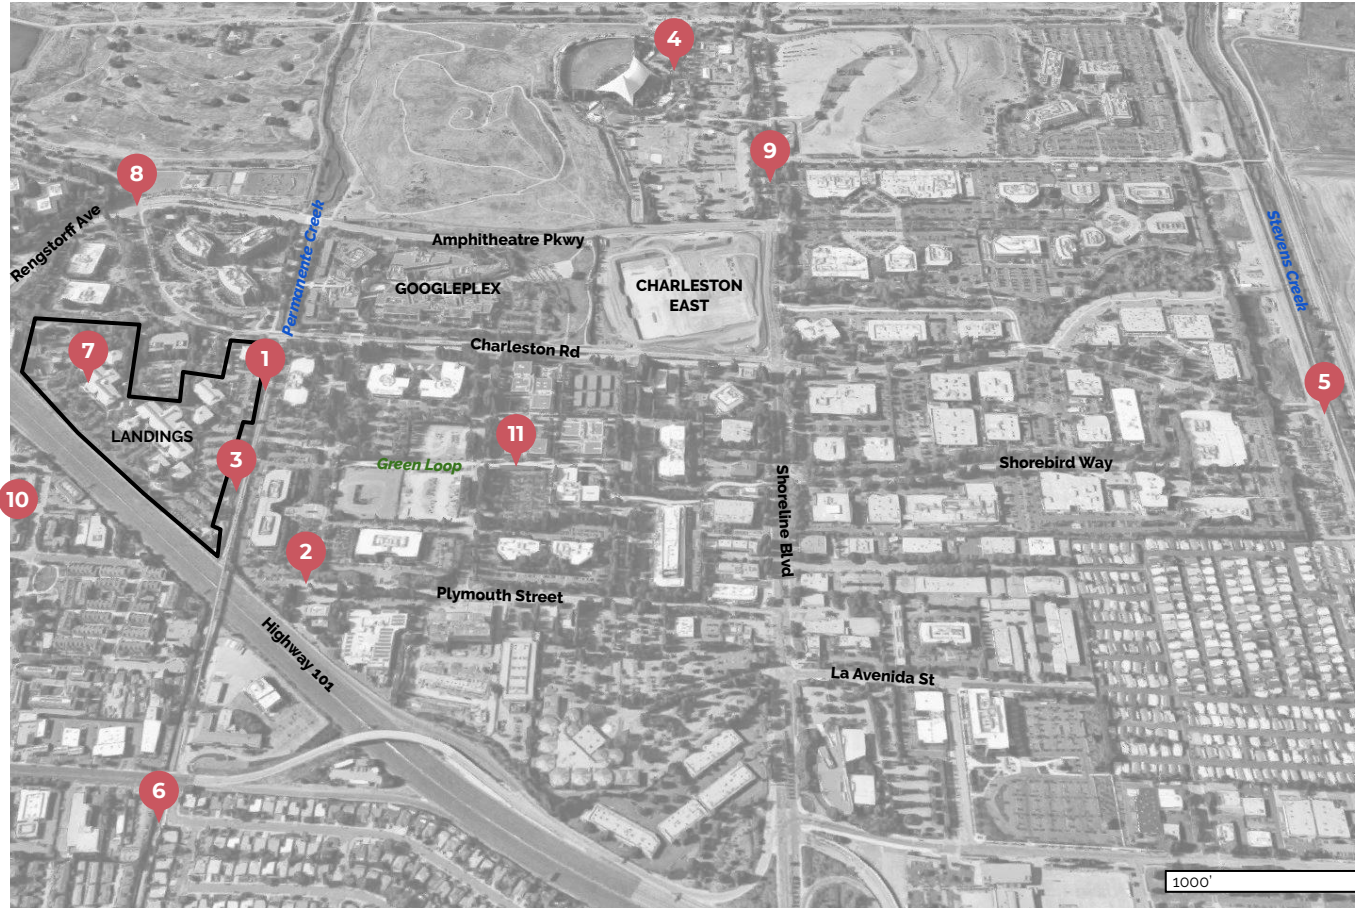 4
9
8
Rengstorff Ave
Permanente Creek
Amphitheatre Pkwy
Stevens Creek
GOOGLEPLEX
CHARLESTON
EAST
7
1
Charleston Rd
5
LANDINGS
11
3
Green Loop
Shorebird Way
10
Shoreline Blvd
2
Plymouth Street
Highway 101
La Avenida St
6
1000'